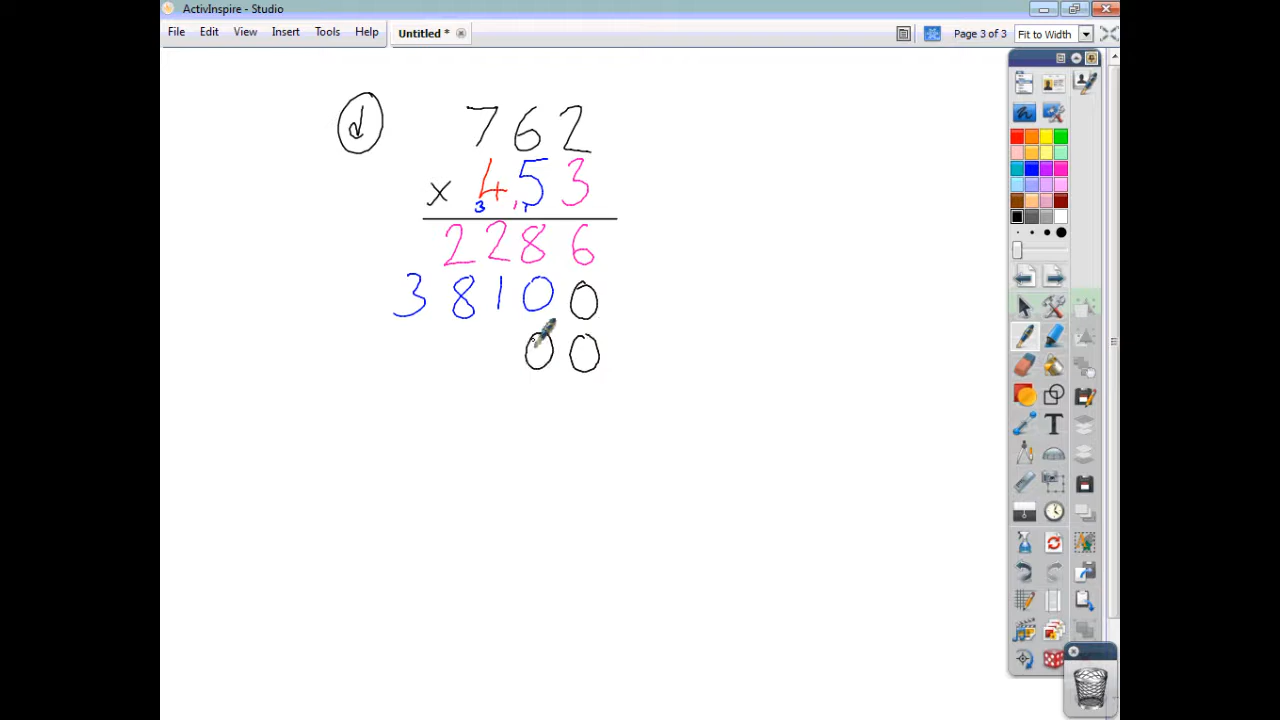 ActivInspire - Studio
File Edit View Insert Tools Help Untitled * Page 3 of 3 Fit to Width
d 762
x 453
3 1 1
2286
38100
00